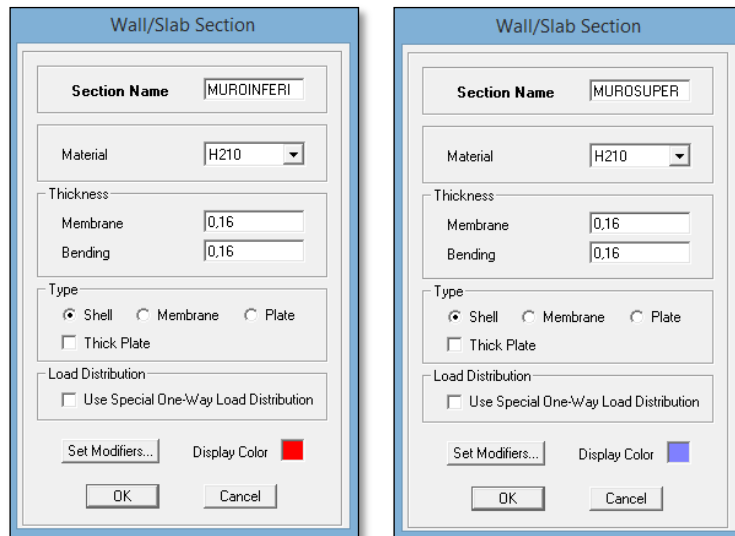 Wall/Slab Section
Section Name MUROINFERI
Material H210
Thickness
Membrane 0,16
Bending 0,16
Type
Shell Membrane Plate
Thick Plate
Load Distribution
Use Special One-Way Load Distribution
Set Modifiers... Display Color
OK Cancel
Wall/Slab Section
Section Name MUROSUPER
Material H210
Thickness
Membrane 0,16
Bending 0,16
Type
Shell Membrane Plate
Thick Plate
Load Distribution
Use Special One-Way Load Distribution
Set Modifiers... Display Color
OK Cancel